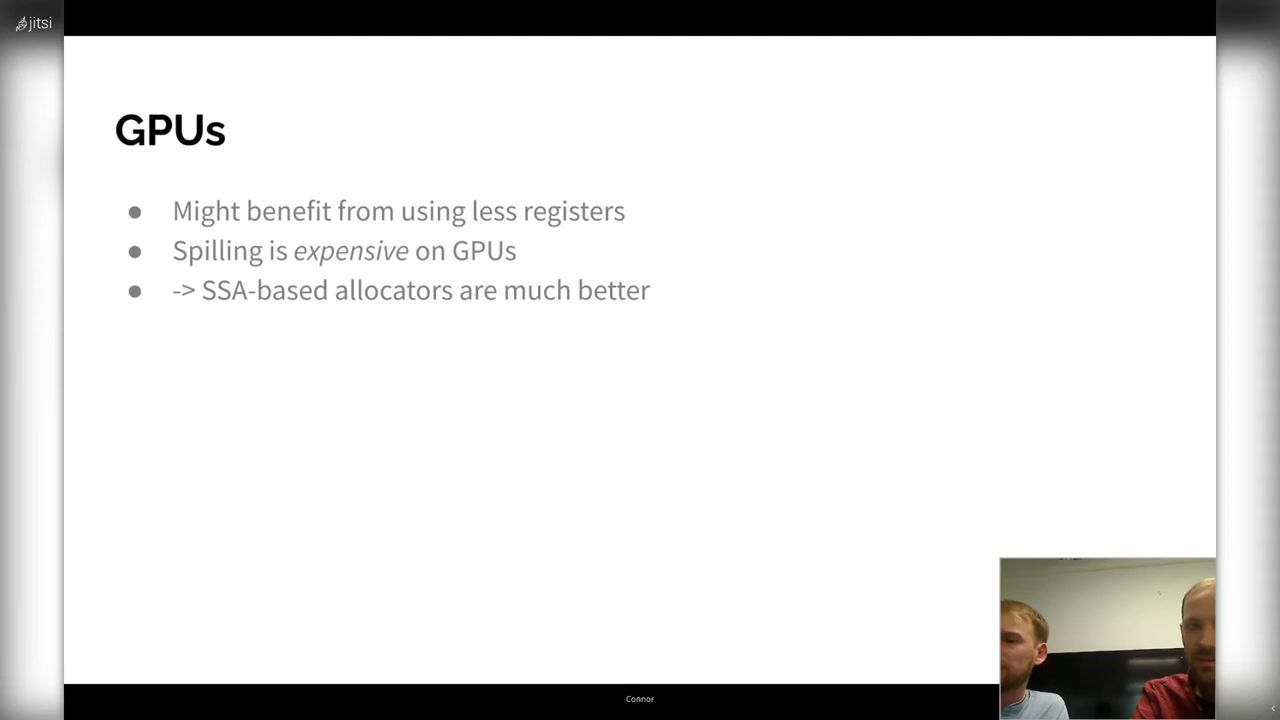 jitsi
GPUs
● Might benefit from using less registers
● Spilling is expensive on GPUs
● -> SSA-based allocators are much better
Connor